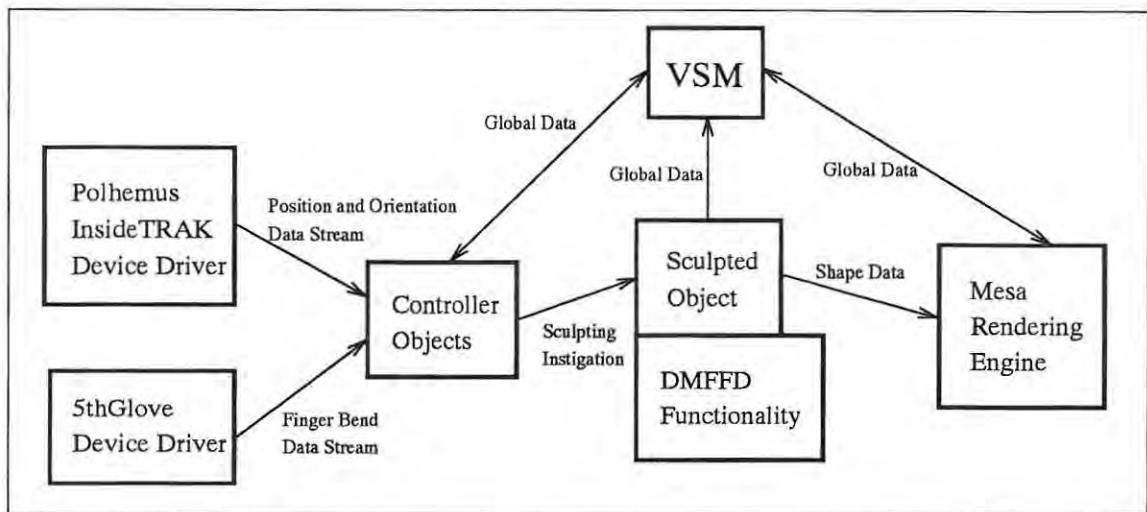 VSM
Global Data
Global Data
Global Data
Polhemus
InsideTRAK
Device Driver
Position and Orientation
Data Stream
Controller
Objects
Sculpting
Instigation
Sculpted
Object
Shape Data
Mesa
Rendering
Engine
DMFFD
Functionality
5thGlove
Device Driver
Finger Bend
Data Stream